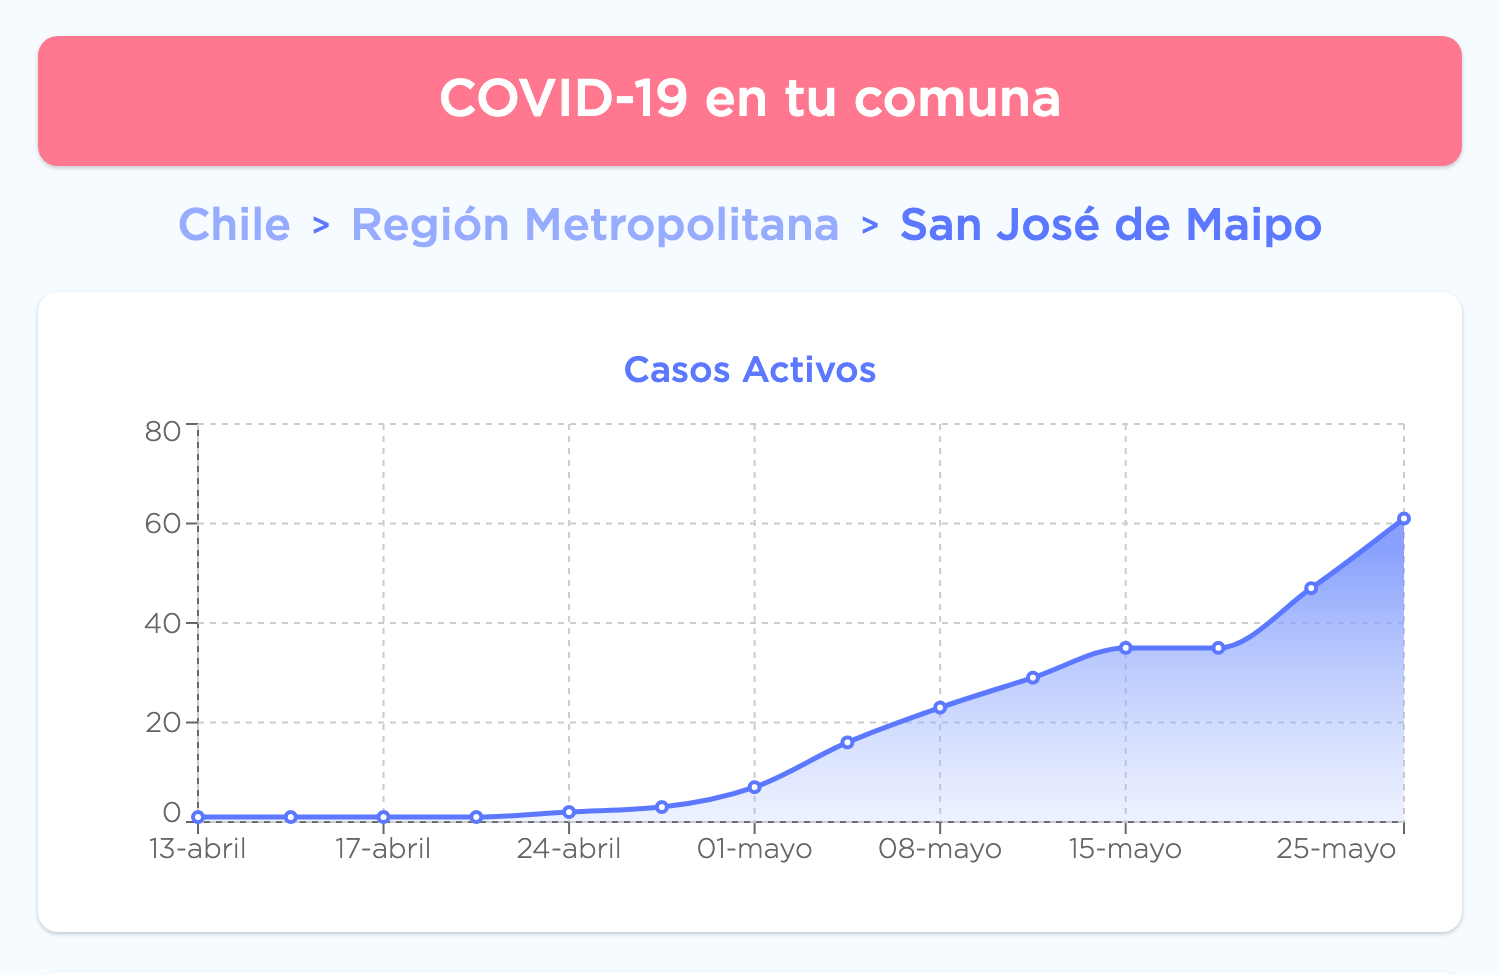 COVID-19 en tu comuna
Chile > Región Metropolitana > San José de Maipo
Casos Activos
80
60
40
20
0
13-abril 17-abril 24-abril 01-mayo 08-mayo 15-mayo 25-mayo